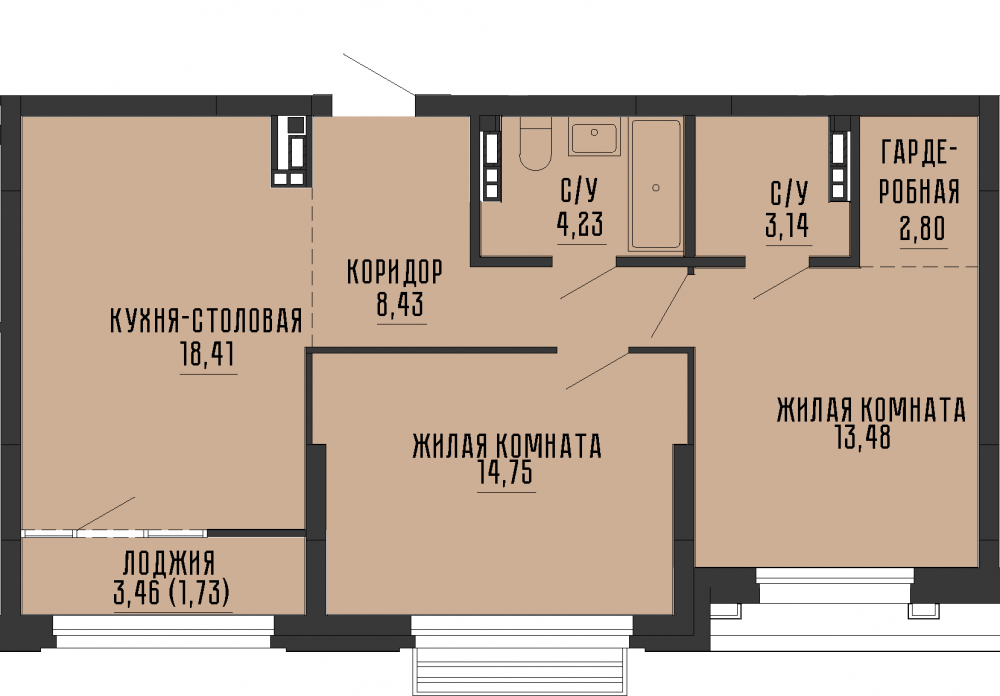 ГАРДЕ-
РОБНАЯ
2,80
С/У
4,23
С/У
3,14
КОРИДОР
8,43
КУХНЯ-СТОЛОВАЯ
18,41
ЖИЛАЯ КОМНАТА
13,48
ЖИЛАЯ КОМНАТА
14,75
ЛОДЖИЯ
3,46 (1,73)